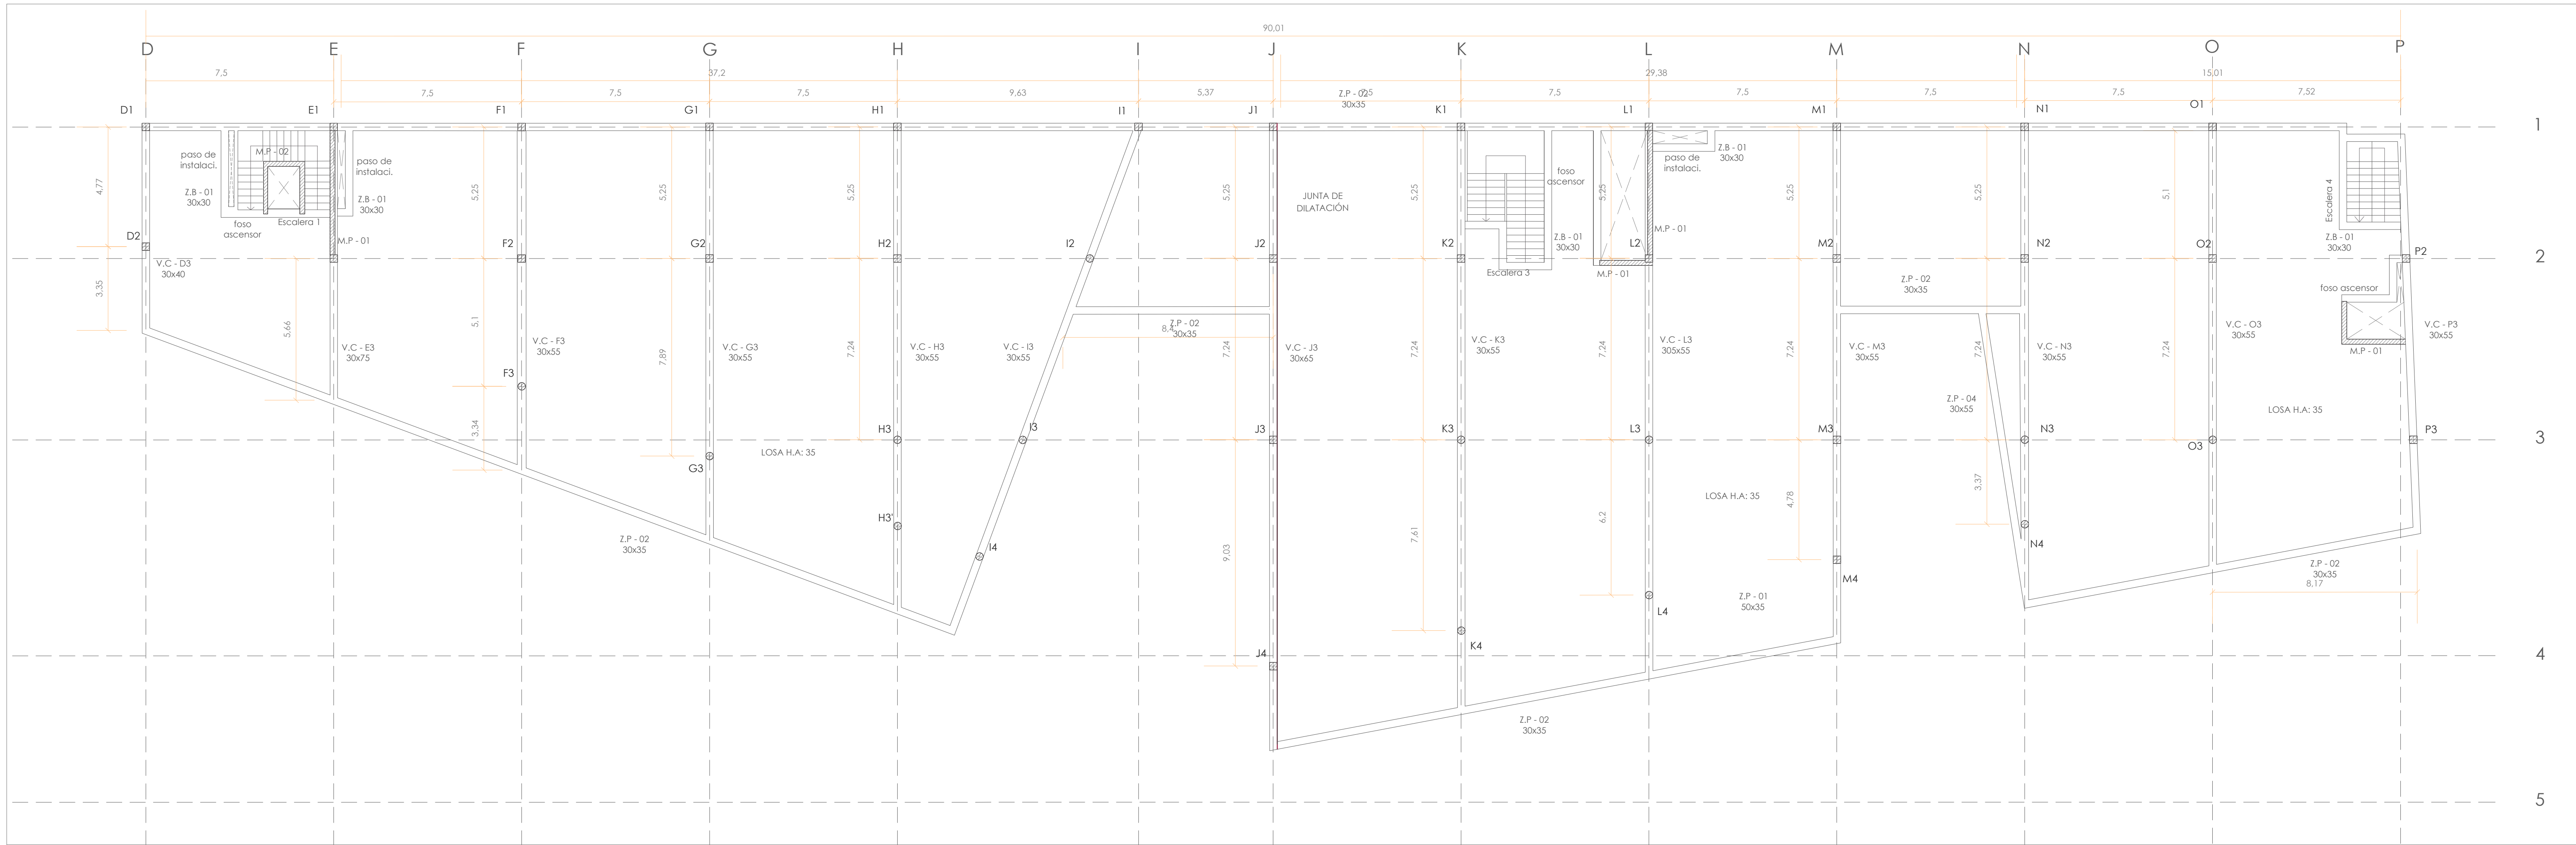 90,01
D
E
F
G
H
I
J
K
L
M
N
O
P
7,5
37,2
29,38
15,01
7,5
7,5
7,5
9,63
5,37
7,5
7,5
7,5
7,5
7,5
7,52
Z.P - 02
30x35
D1
E1
F1
G1
H1
I1
J1
K1
L1
M1
N1
O1
1
paso de
instalaci.
M.P - 02
paso de
instalaci.
Z.B - 01
30x30
Z.B - 01
30x30
foso
ascensor
Escalera 1
M.P - 01
4,77
3,35
5,25
5,25
5,25
5,25
5,25
5,25
5,25
5,25
5,1
JUNTA DE
DILATACIÓN
foso
ascensor
paso de
instalaci.
Z.B - 01
30x30
M.P - 01
Z.B - 01
30x30
Escalera 3
M.P - 01
Escalera 4
Z.B - 01
30x30
D2
F2
G2
H2
I2
J2
K2
L2
M2
N2
O2
P2
2
V.C - D3
30x40
Z.P - 02
30x35
foso ascensor
M.P - 01
5,66
5,1
7,89
7,24
8,4
Z.P - 02
30x35
7,24
7,24
7,24
7,24
7,24
7,24
V.C - E3
30x75
V.C - F3
30x55
V.C - G3
30x55
V.C - H3
30x55
V.C - I3
30x55
V.C - J3
30x65
V.C - K3
30x55
V.C - L3
305x55
V.C - M3
30x55
V.C - N3
30x55
V.C - O3
30x55
V.C - P3
30x55
F3
Z.P - 04
30x55
LOSA H.A: 35
3,34
G3
H3
I3
J3
K3
L3
M3
N3
O3
P3
3
LOSA H.A: 35
LOSA H.A: 35
4,78
3,37
H3'
I4
Z.P - 02
30x35
9,03
7,61
6,2
N4
M4
Z.P - 01
50x35
L4
Z.P - 02
30x35
8,17
K4
J4
4
Z.P - 02
30x35
5